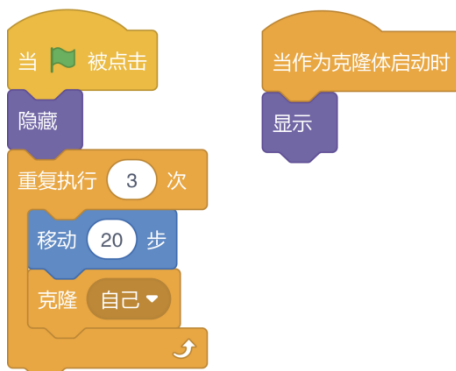 当 被点击
隐藏
重复执行 3 次
移动 20 步
克隆 自己
当作为克隆体启动时
显示